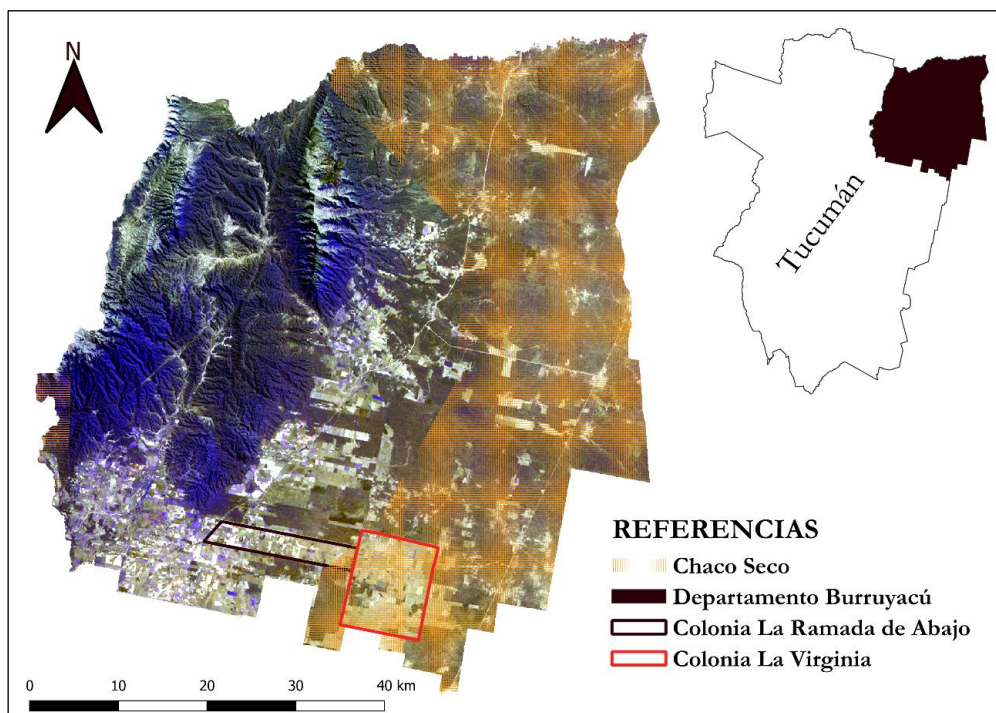 N
Tucumán
REFERENCIAS
Chaco Seco
Departamento Burruyacú
Colonia La Ramada de Abajo
Colonia La Virginia
0 10 20 30 40 km